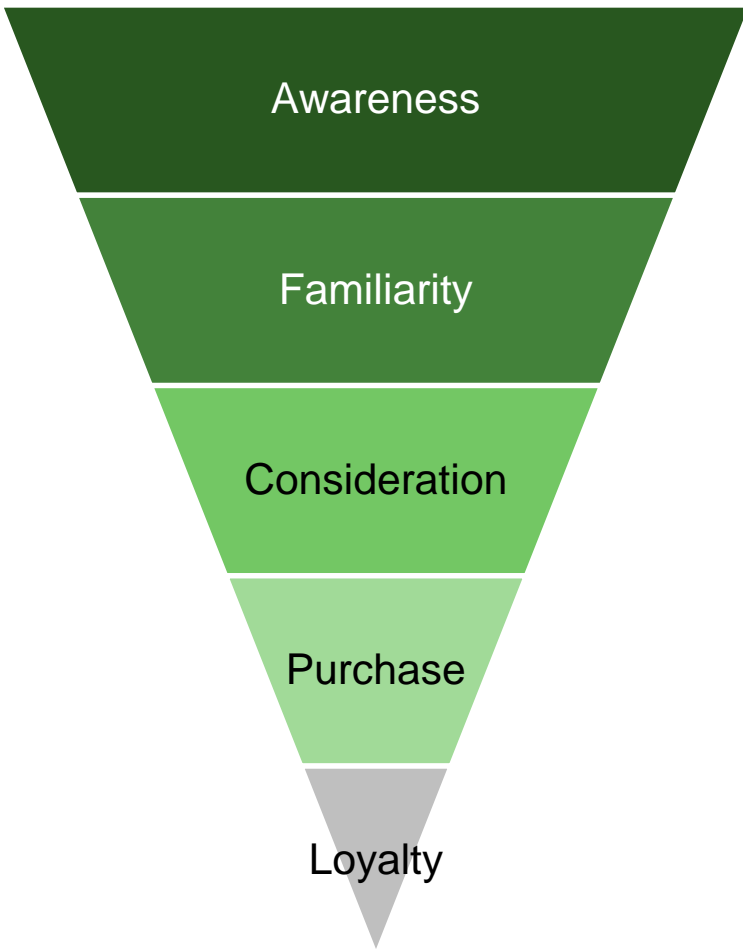 Awareness
Familiarity
Consideration
Purchase
Loyalty